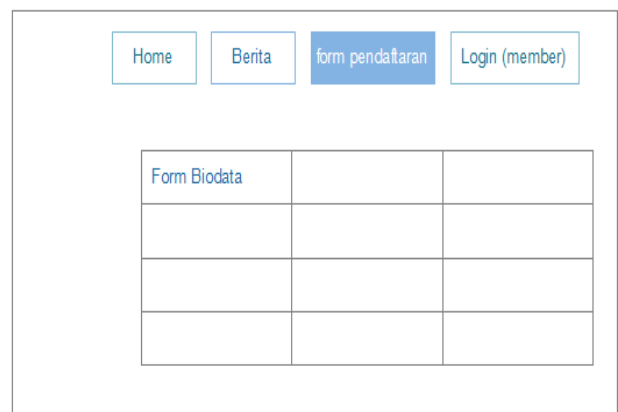 Home
Berita
form pendaftaran
Login (member)
Form Biodata